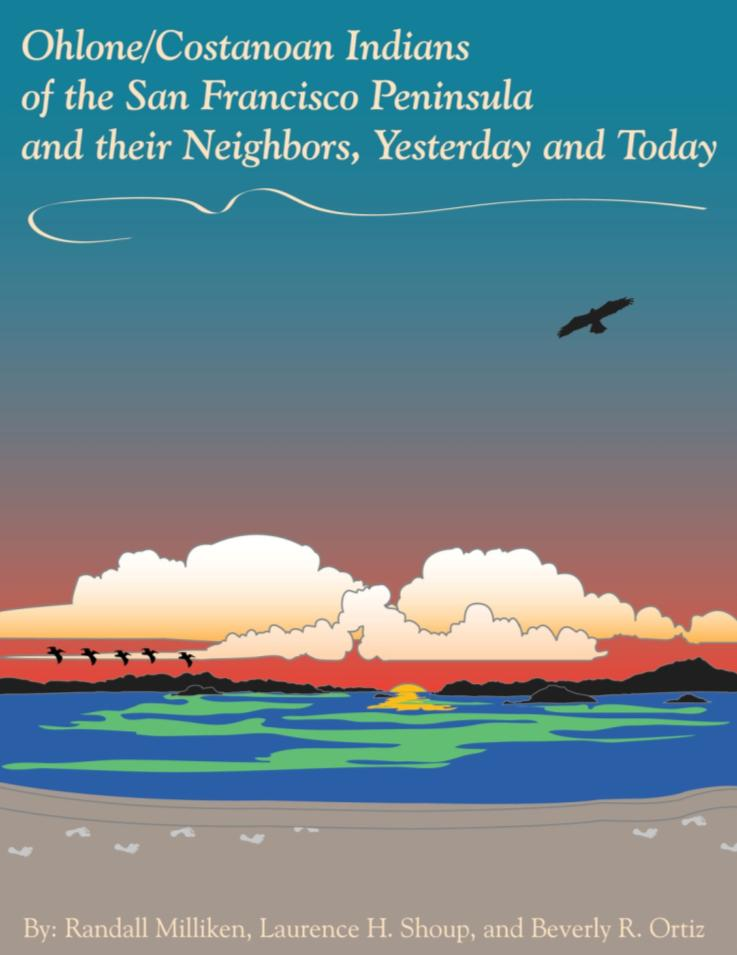 Ohlone/Costanoan Indians
of the San Francisco Peninsula
and their Neighbors, Yesterday and Today
By: Randall Milliken, Laurence H. Shoup, and Beverly R. Ortiz